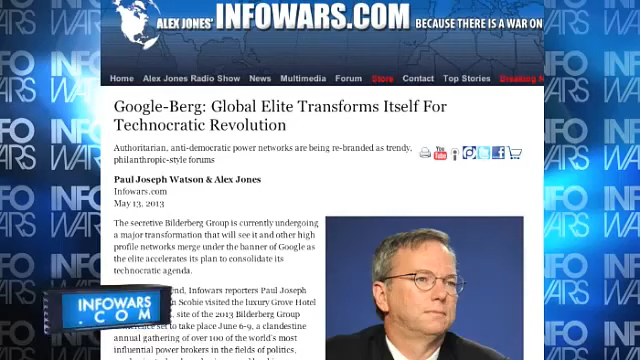 ALEX JONES' INFOWARS.COM BECAUSE THERE IS A WAR ON
Home Alex Jones Radio Show News Multimedia Forum Store Contact Top Stories Breaking N
Google-Berg: Global Elite Transforms Itself For
Technocratic Revolution
Authoritarian, anti-democratic power networks are being re-branded as trendy,
philanthropic-style forums
Paul Joseph Watson & Alex Jones
Infowars.com
May 13, 2013
The secretive Bilderberg Group is currently undergoing
a major transformation that will see it and other high
profile networks merge under the banner of Google as
the elite accelerates its plan to consolidate its
technocratic agenda.
end, Infowars reporters Paul Joseph
n Scobie visited the luxury Grove Hotel
site of the 2013 Bilderberg Group
set to take place June 6-9, a clandestine
annual gathering of over 100 of the world's most
influential power brokers in the fields of politics,
INFOWARS
.COM
You
Tube
INFO
WARS